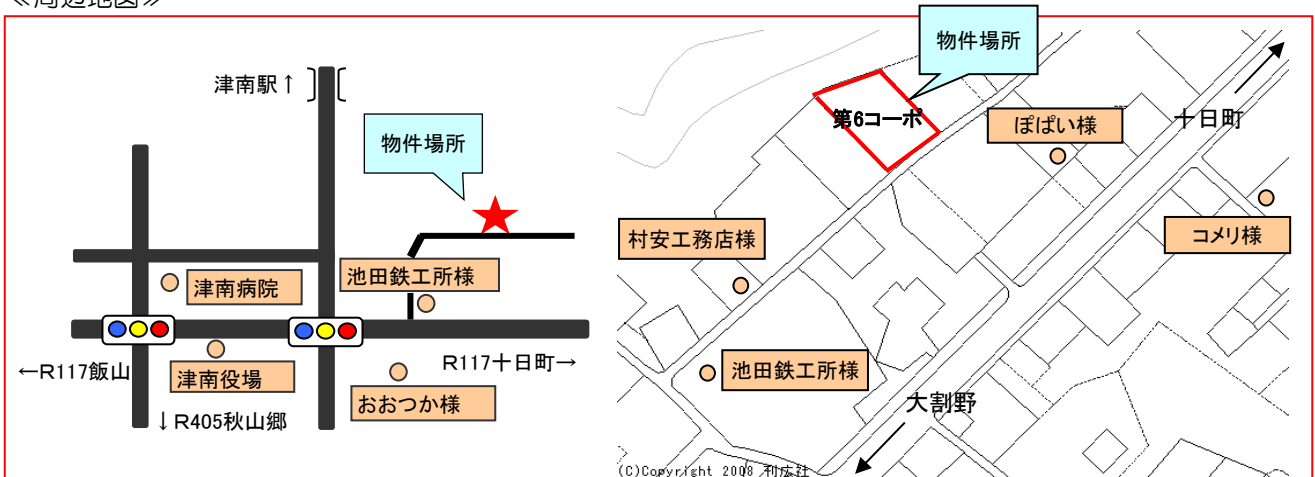 ≪周辺地図≫
津南駅↑
物件場所
池田鉄工所様
津南病院
←R117飯山
津南役場
R117十日町→
おおつか様
↓R405秋山郷
物件場所
第6コーポ
ぽぱい様
十日町
コメリ様
村安工務店様
池田鉄工所様
大割野
(C)Copyright 2008 刊広社